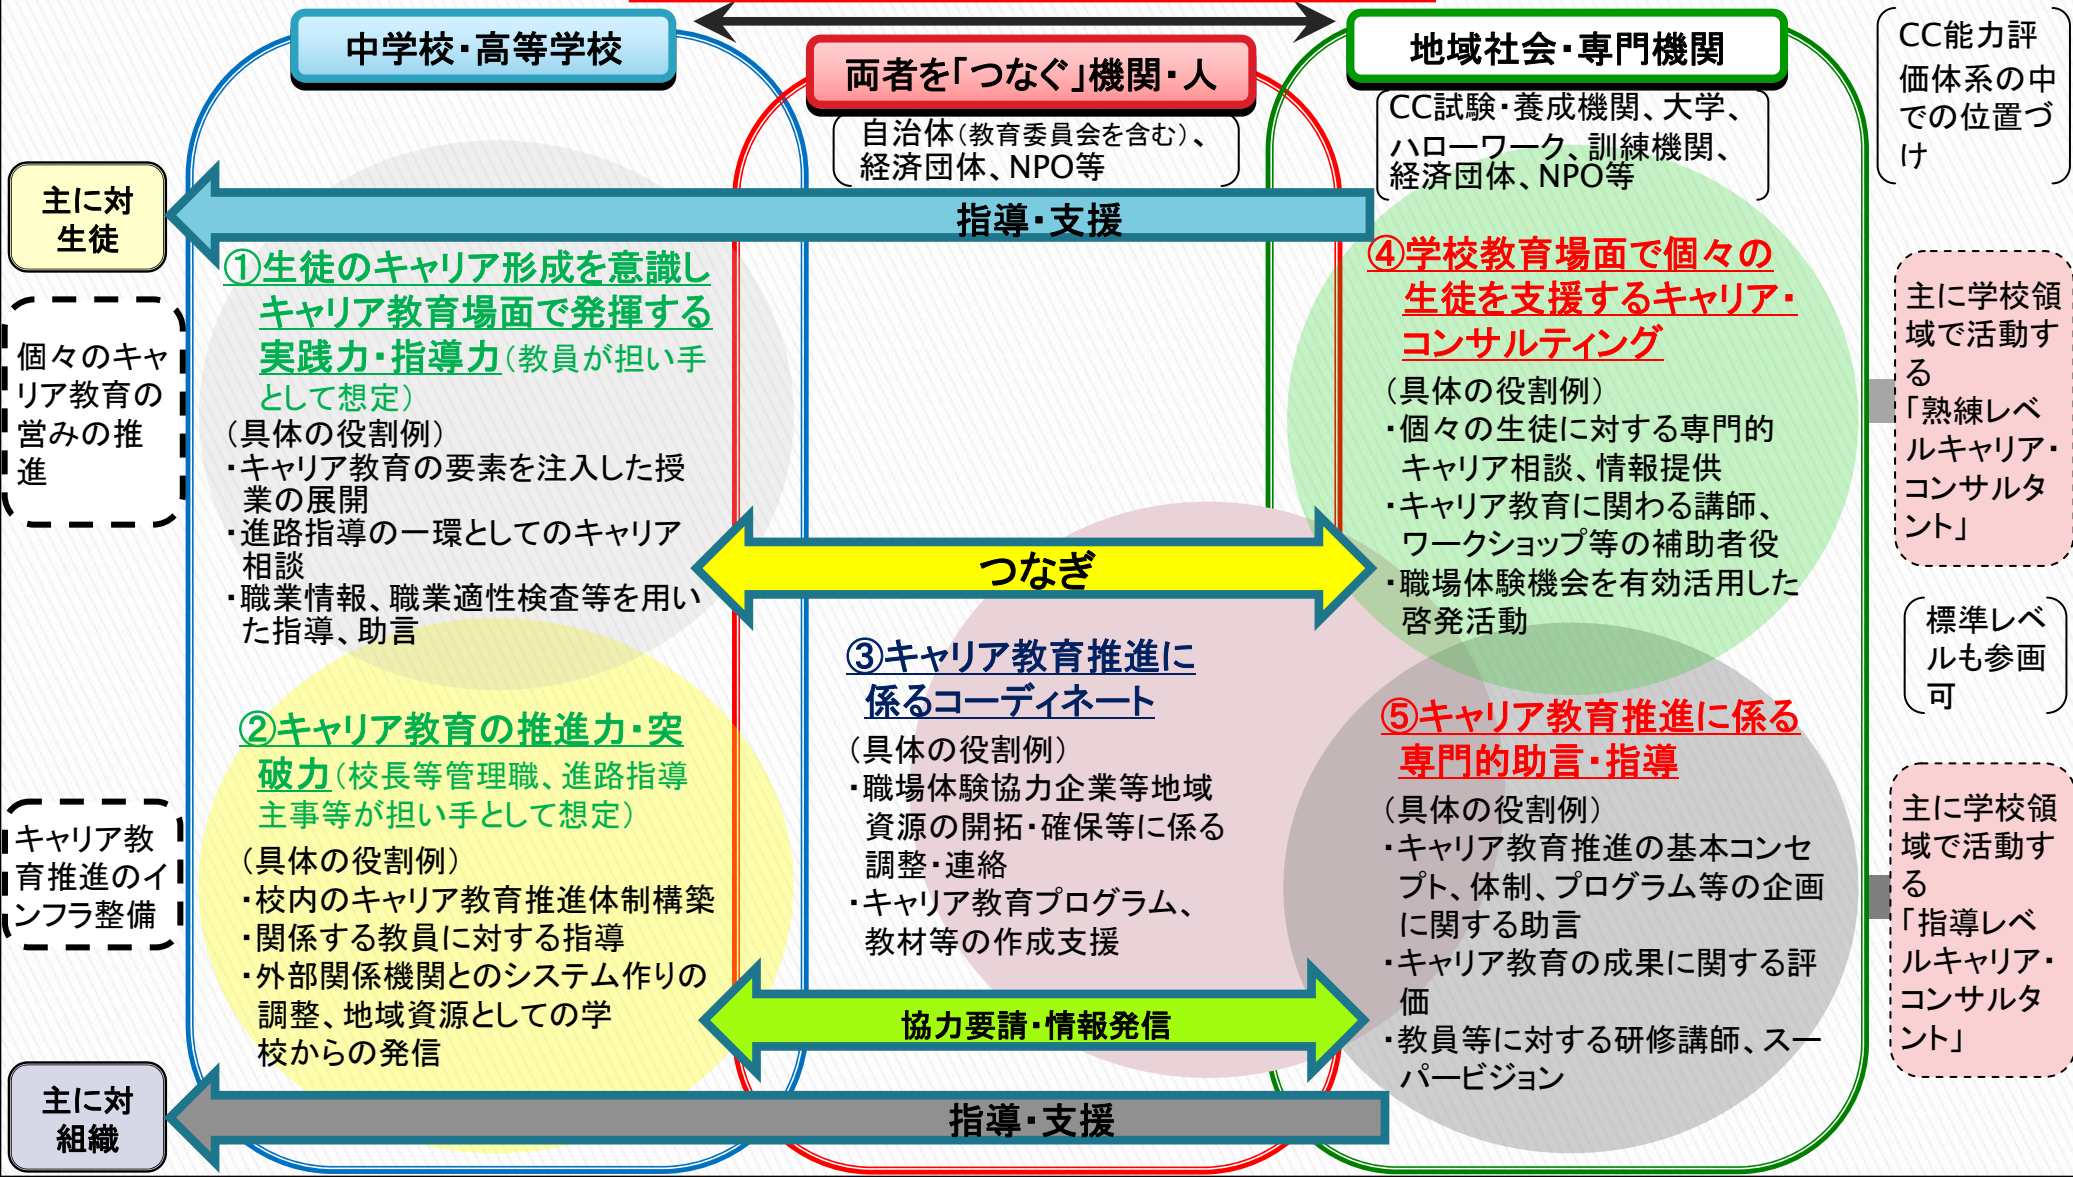 中学校・高等学校
両者を「つなぐ」機関・人
地域社会・専門機関
CC能力評
価体系の中
での位置づ
け
自治体（教育委員会を含む）、
経済団体、NPO等
CC試験・養成機関、大学、
ハローワーク、訓練機関、
経済団体、NPO等
主に対
生徒
指導・支援
個々のキャ
リア教育の
営みの推
進
①生徒のキャリア形成を意識し
キャリア教育場面で発揮する
実践力・指導力（教員が担い手
として想定）
（具体の役割例）
・キャリア教育の要素を注入した授
業の展開
・進路指導の一環としてのキャリア
相談
・職業情報、職業適性検査等を用い
た指導、助言
④学校教育場面で個々の
生徒を支援するキャリア・
コンサルティング
（具体の役割例）
・個々の生徒に対する専門的
キャリア相談、情報提供
・キャリア教育に関わる講師、
ワークショップ等の補助者役
・職場体験機会を有効活用した
啓発活動
主に学校領
域で活動す
る
「熟練レベ
ルキャリア・
コンサルタ
ント」
つなぎ
標準レベ
ルも参画
可
キャリア教
育推進のイ
ンフラ整備
②キャリア教育の推進力・突
破力（校長等管理職、進路指導
主事等が担い手として想定）
（具体の役割例）
・校内のキャリア教育推進体制構築
・関係する教員に対する指導
・外部関係機関とのシステム作りの
調整、地域資源としての学
校からの発信
③キャリア教育推進に
係るコーディネート
（具体の役割例）
・職場体験協力企業等地域
資源の開拓・確保等に係る
調整・連絡
・キャリア教育プログラム、
教材等の作成支援
⑤キャリア教育推進に係る
専門的助言・指導
（具体の役割例）
・キャリア教育推進の基本コンセ
プト、体制、プログラム等の企画
に関する助言
・キャリア教育の成果に関する評
価
・教員等に対する研修講師、スー
パービジョン
主に学校領
域で活動す
る
「指導レベ
ルキャリア・
コンサルタ
ント」
協力要請・情報発信
主に対
組織
指導・支援